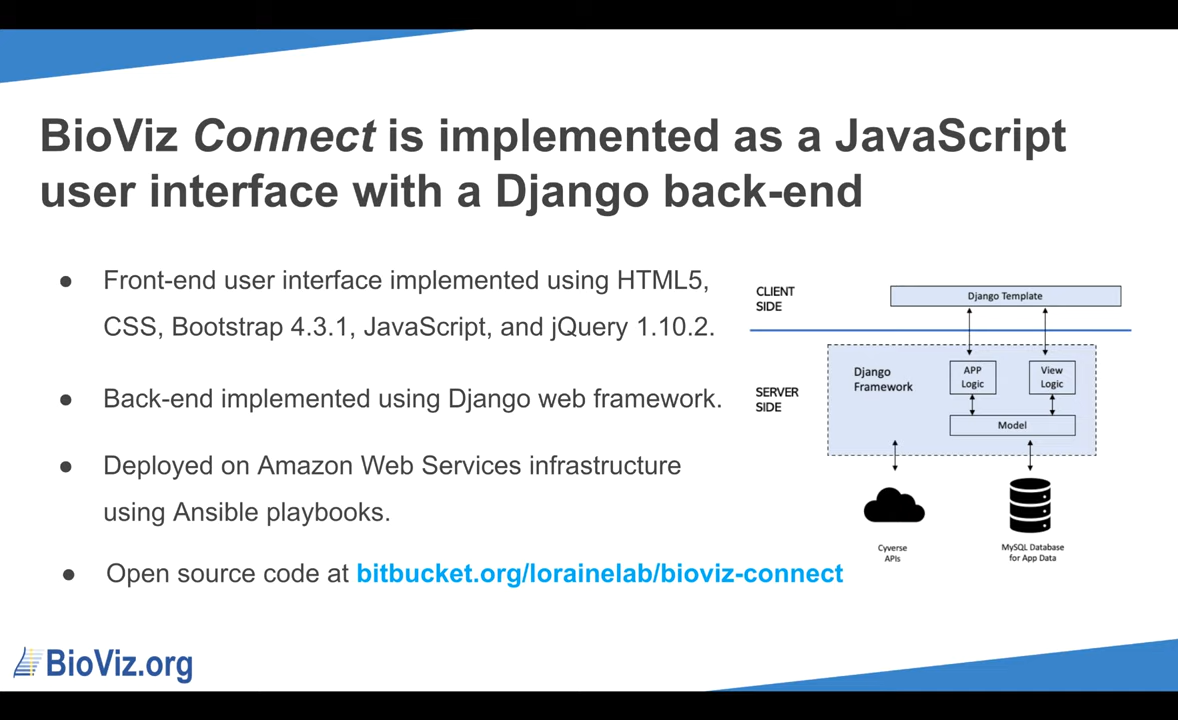 BioViz Connect is implemented as a JavaScript
user interface with a Django back-end
● Front-end user interface implemented using HTML5,
CSS, Bootstrap 4.3.1, JavaScript, and jQuery 1.10.2.
● Back-end implemented using Django web framework.
● Deployed on Amazon Web Services infrastructure
using Ansible playbooks.
● Open source code at bitbucket.org/lorainelab/bioviz-connect
CLIENT
SIDE
Django Template
SERVER
SIDE
Django
Framework
APP
Logic
View
Logic
Model
Cyverse
APIs
MySQL Database
for App Data
BioViz.org